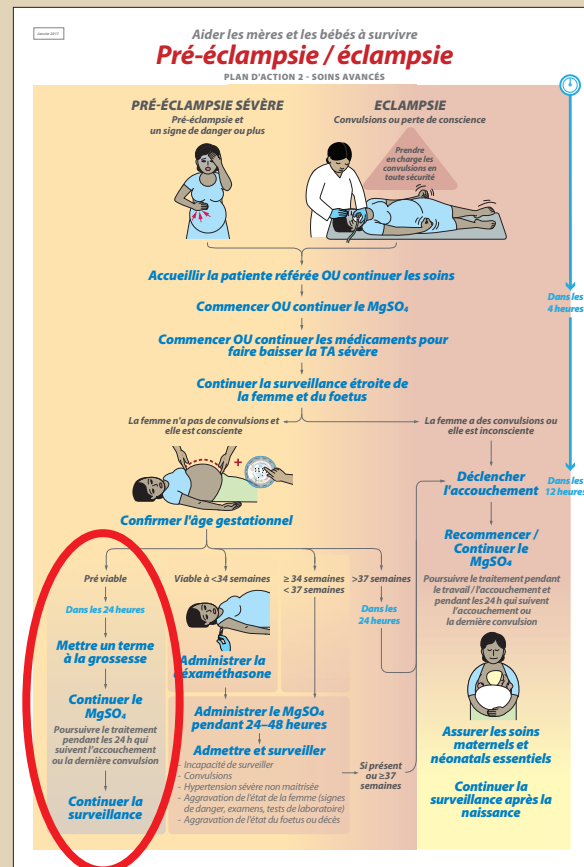 Janvier 2017
Aider les mères et les bébés à survivre
Pré-éclampsie / éclampsie
PLAN D'ACTION 2 - SOINS AVANCÉS
PRÉ-ÉCLAMPSIE SÉVÈRE
Pré-éclampsie et
un signe de danger ou plus
ECLAMPSIE
Convulsions ou perte de conscience
Prendre
en charge les
convulsions en
toute sécurité
Accueillir la patiente référée OU continuer les soins
Commencer OU continuer le MgSO₄
Dans les
4 heures
Commencer OU continuer les médicaments pour
faire baisser la TA sévère
Continuer la surveillance étroite de
la femme et du foetus
La femme n'a pas de convulsions et
elle est consciente
La femme a des convulsions ou
elle est inconsciente
+
Confirmer l'âge gestationnel
Déclencher
l'accouchement
Dans les
12 heures
Recommencer /
Continuer le
MgSO₄
Poursuivre le traitement pendant
le travail / l'accouchement et
pendant les 24 h qui suivent
l'accouchement ou
la dernière convulsion
Pré viable
Dans les 24 heures
Mettre un terme
à la grossesse
Continuer le
MgSO₄
Poursuivre le traitement
pendant les 24 h qui
suivent l'accouchement
ou la dernière convulsion
Continuer la
surveillance
Viable à <34 semaines
Administrer la
dexaméthasone
≥ 34 semaines
< 37 semaines
>37 semaines
Dans les
24 heures
Administrer le MgSO₄
pendant 24–48 heures
Admettre et surveiller
- Incapacité de surveiller
- Convulsions
- Hypertension sévère non maitrisée
- Aggravation de l'état de la femme (signes
de danger, examens, tests de laboratoire)
- Aggravation de l'état du foetus ou décès
Si présent
ou ≥37
semaines
Assurer les soins
maternels et
néonatals essentiels
Continuer la
surveillance après la
naissance